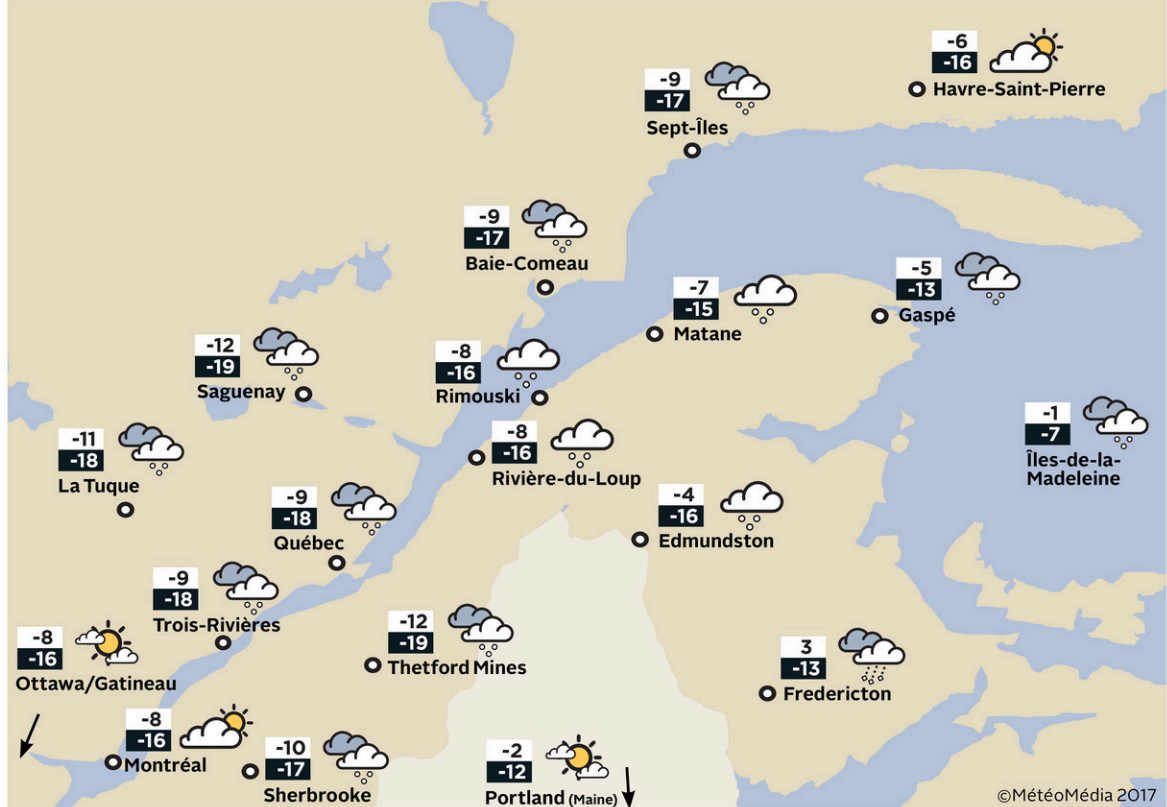 -6
-16
Havre-Saint-Pierre
-9
-17
Sept-Îles
-9
-17
Baie-Comeau
-5
-13
Gaspé
-7
-15
Matane
-12
-19
Saguenay
-8
-16
Rimouski
-1
-7
Îles-de-la-
Madeleine
-11
-18
La Tuque
-8
-16
Rivière-du-Loup
-9
-18
Québec
-4
-16
Edmundston
-9
-18
Trois-Rivières
-8
-16
Ottawa/Gatineau
-12
-19
Thetford Mines
3
-13
Fredericton
-8
-16
Montréal
-10
-17
Sherbrooke
-2
-12
Portland (Maine)
©MétéoMédia 2017